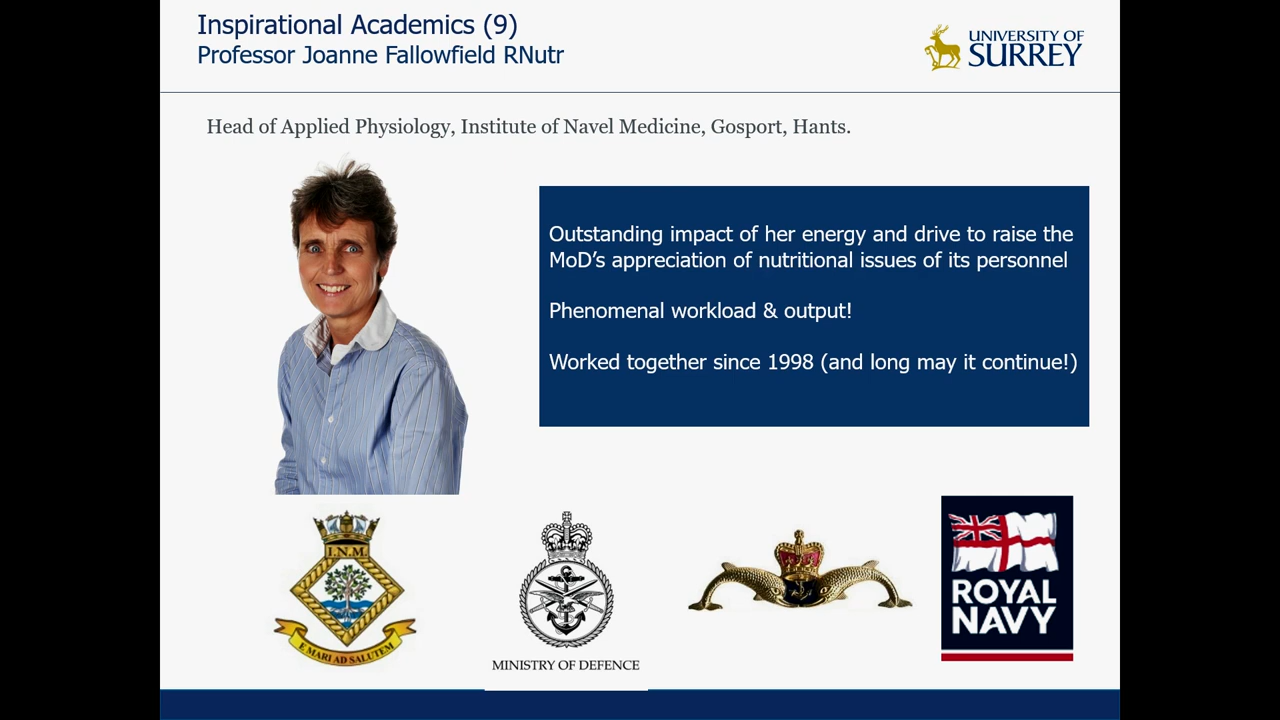 Inspirational Academics (9)
Professor Joanne Fallowfield RNutr
UNIVERSITY OF
SURREY
Head of Applied Physiology, Institute of Navel Medicine, Gosport, Hants.
Outstanding impact of her energy and drive to raise the
MoD's appreciation of nutritional issues of its personnel
Phenomenal workload & output!
Worked together since 1998 (and long may it continue!)
I.N.M.
E MARI AD SALUTEM
MINISTRY OF DEFENCE
ROYAL
NAVY